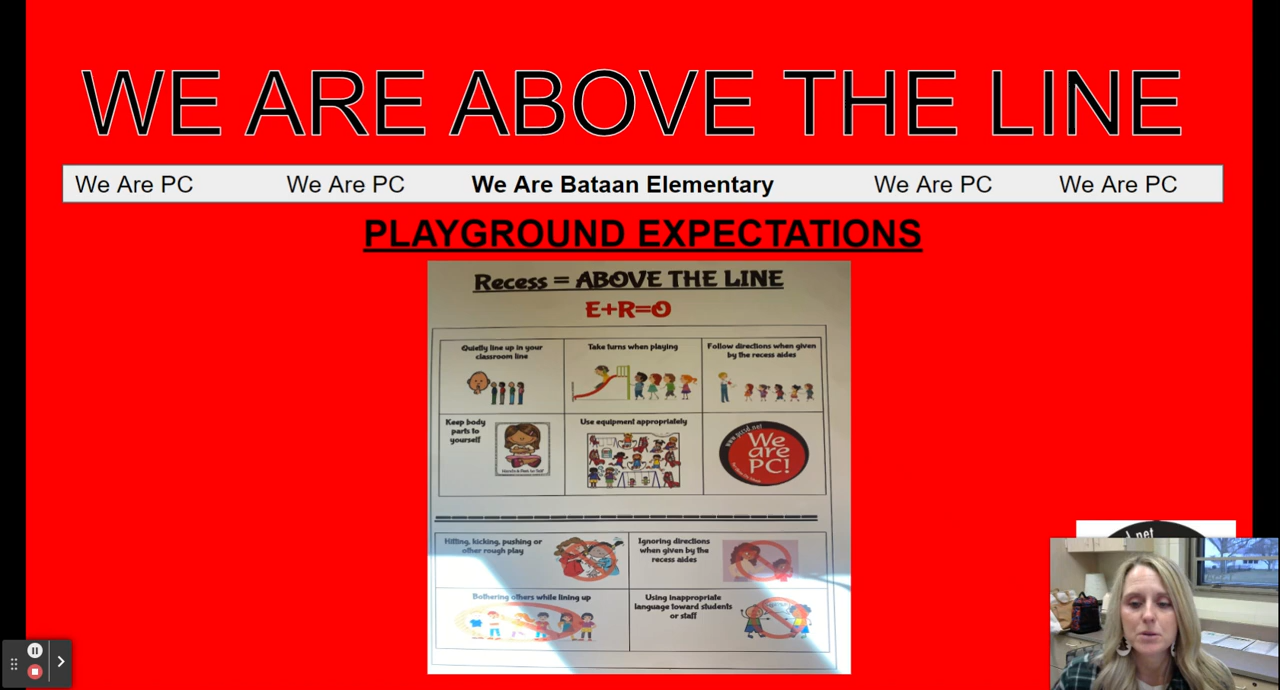 WE ARE ABOVE THE LINE
We Are PC We Are PC We Are Bataan Elementary We Are PC We Are PC
PLAYGROUND EXPECTATIONS
Recess = ABOVE THE LINE
E+R=O
Quietly line up in your
classroom line
Take turns when playing
Follow directions when given
by the recess aides
Keep body
parts to
yourself
Use equipment appropriately
www.pccsd.net
We
are
PC!
Hitting, kicking, pushing or
other rough play
Ignoring directions
when given by the
recess aides
Bothering others while lining up
Using inappropriate
language toward students
or staff